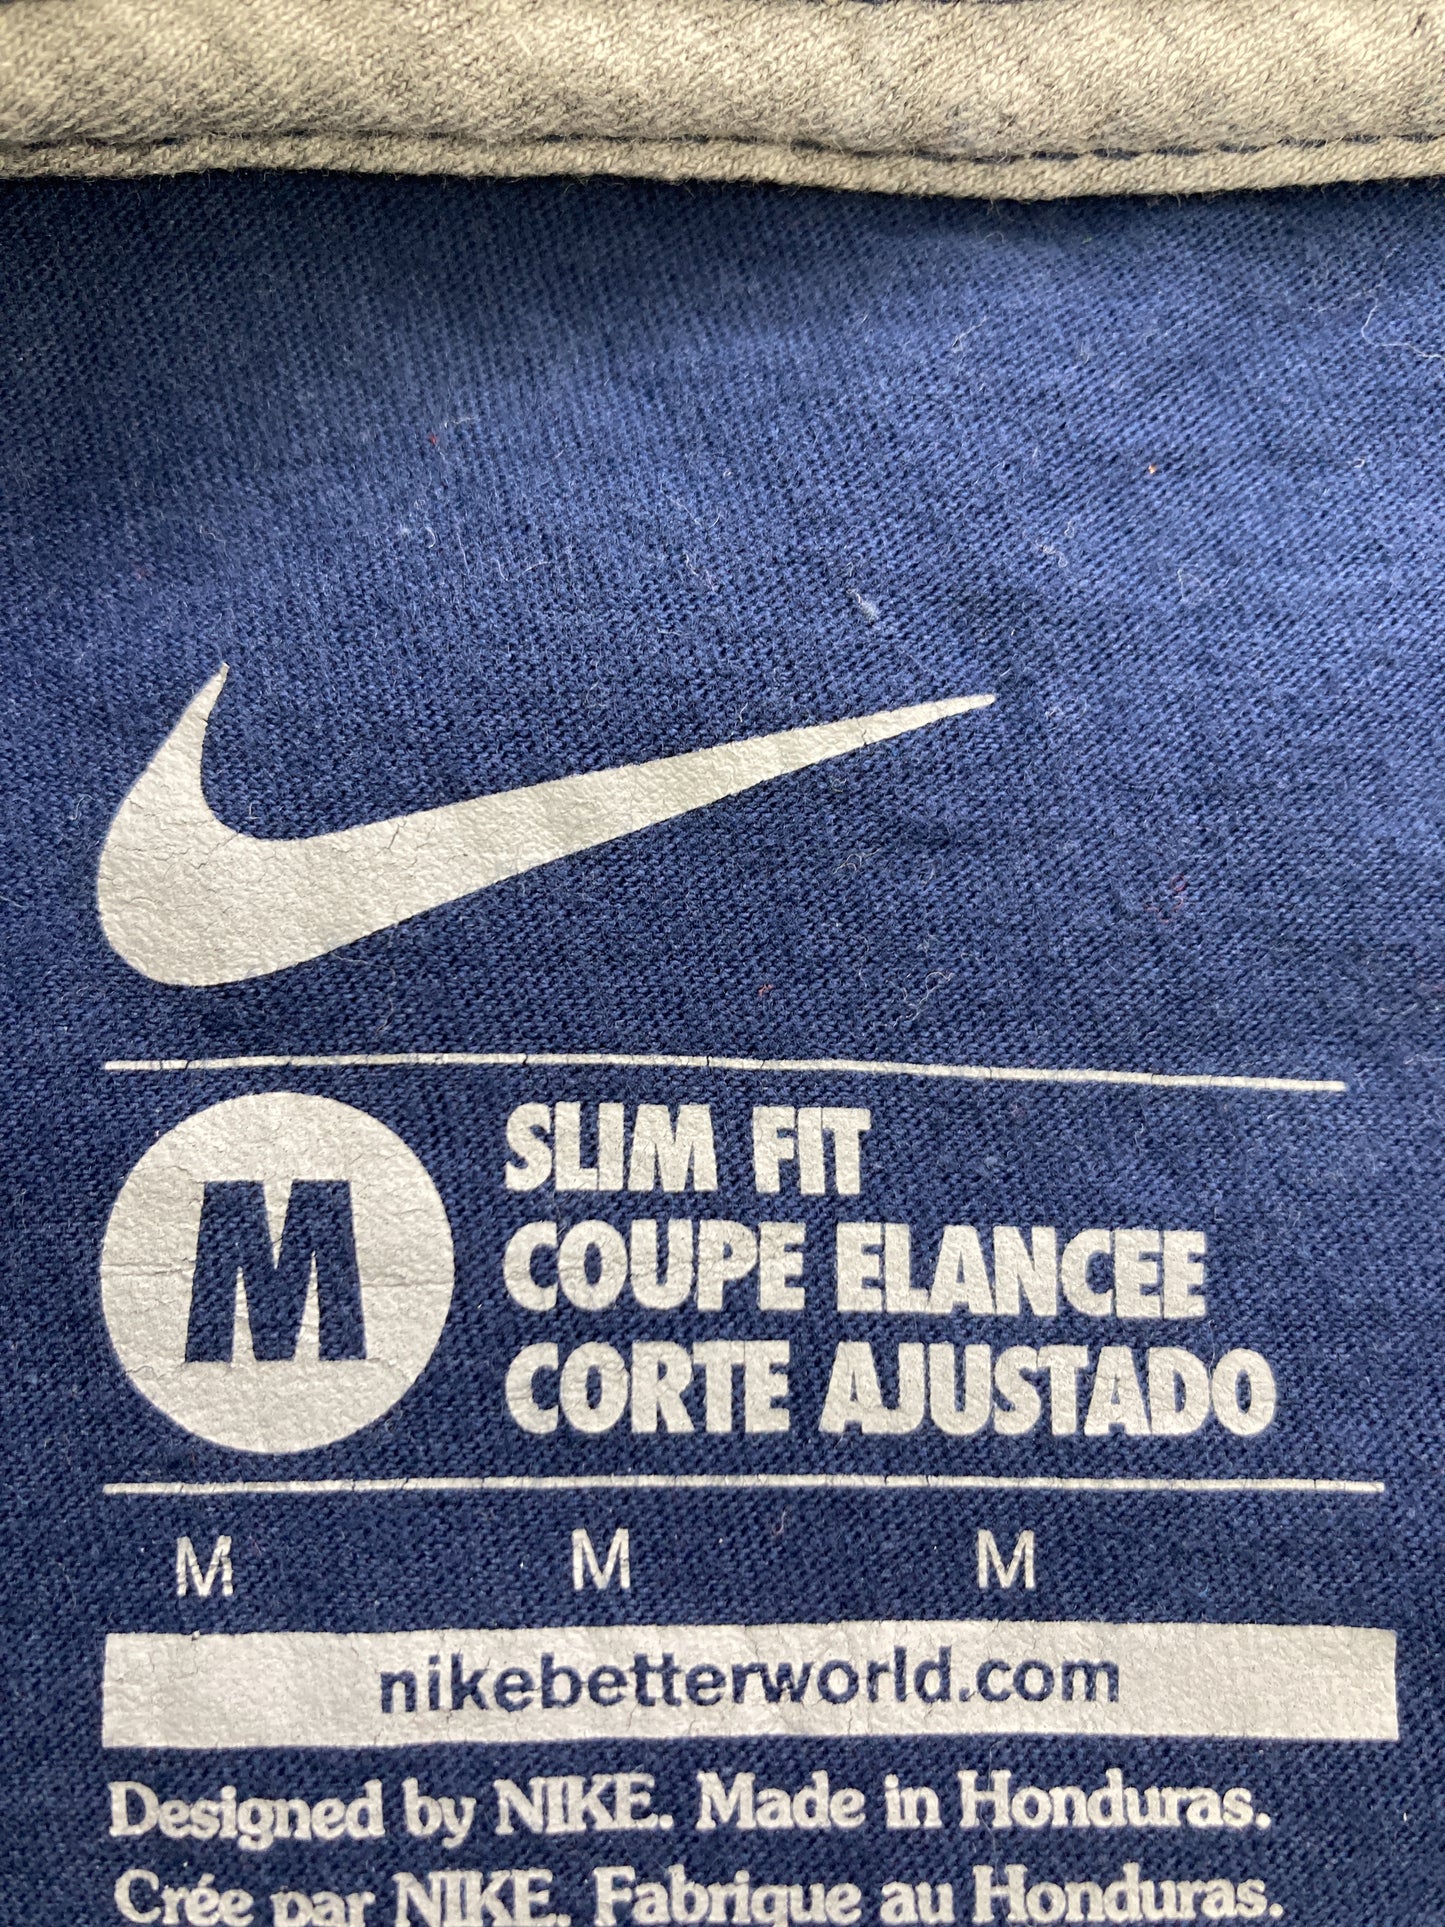 M
SLIM FIT
COUPE ELANCEE
CORTE AJUSTADO
M M M
nikebetterworld.com
Designed by NIKE. Made in Honduras.
Crée par NIKE. Fabrique au Honduras.